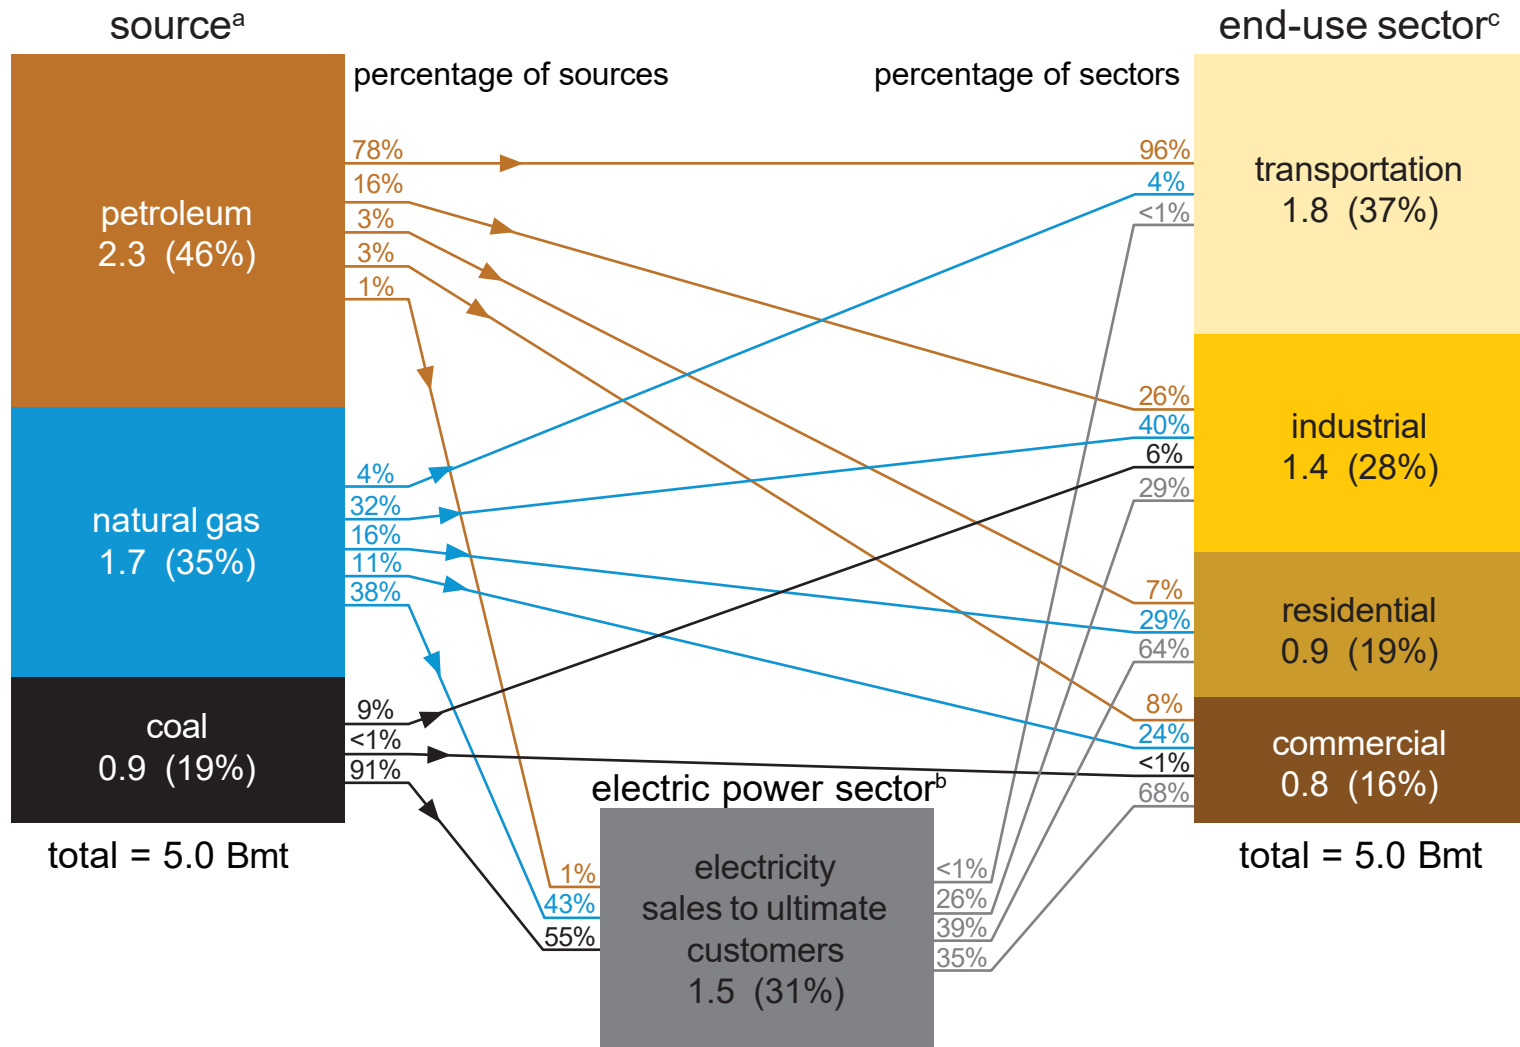 sourceᵃ
end-use sectorᶜ
percentage of sources
percentage of sectors
petroleum
2.3 (46%)
78%
16%
3%
3%
1%
natural gas
1.7 (35%)
4%
32%
16%
11%
38%
coal
0.9 (19%)
9%
<1%
91%
total = 5.0 Bmt
electric power sectorᵇ
1%
43%
55%
electricity
sales to ultimate
customers
1.5 (31%)
<1%
26%
39%
35%
96%
4%
<1%
transportation
1.8 (37%)
26%
40%
6%
29%
industrial
1.4 (28%)
7%
29%
64%
residential
0.9 (19%)
8%
24%
<1%
68%
commercial
0.8 (16%)
total = 5.0 Bmt